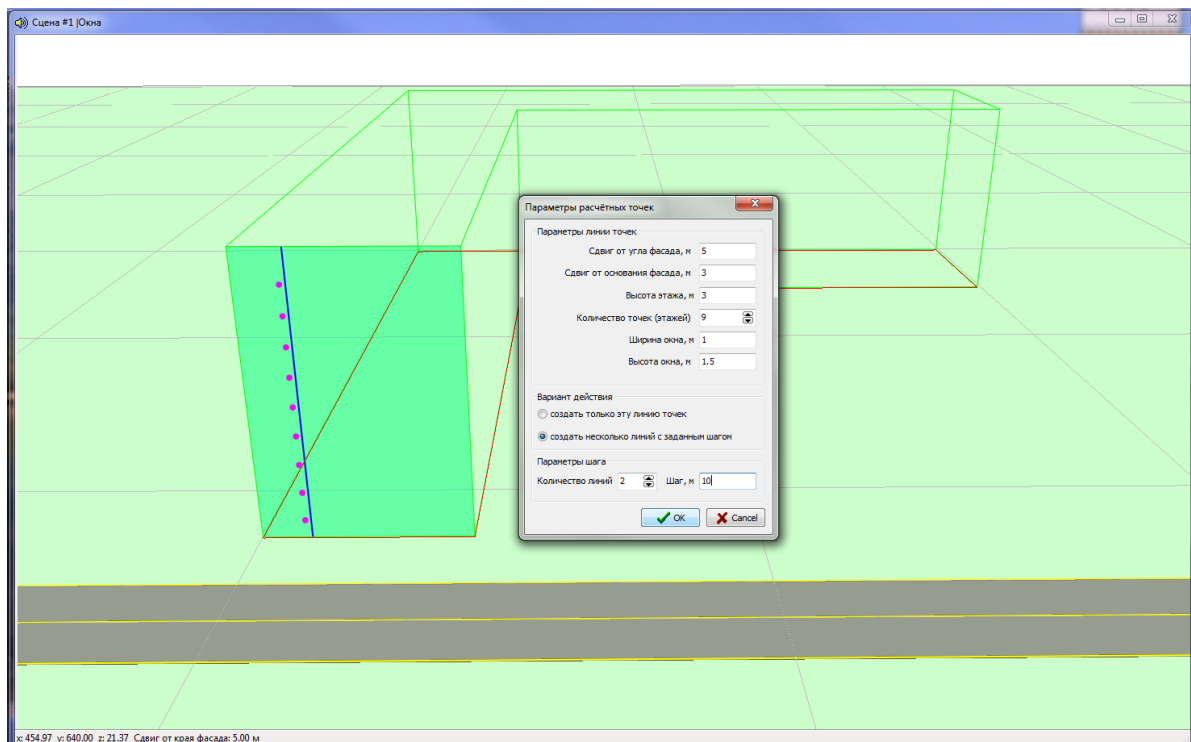 Сцена #1 |Окна
Параметры расчётных точек
Параметры линии точек
Сдвиг от угла фасада, м 5
Сдвиг от основания фасада, м 3
Высота этажа, м 3
Количество точек (этажей) 9
Ширина окна, м 1
Высота окна, м 1.5
Вариант действия
создать только эту линию точек
создать несколько линий с заданным шагом
Параметры шага
Количество линий 2 Шаг, м 10
OK Cancel
x: 454.97 y: 640.00 z: 21.37 Сдвиг от края фасада: 5.00 м